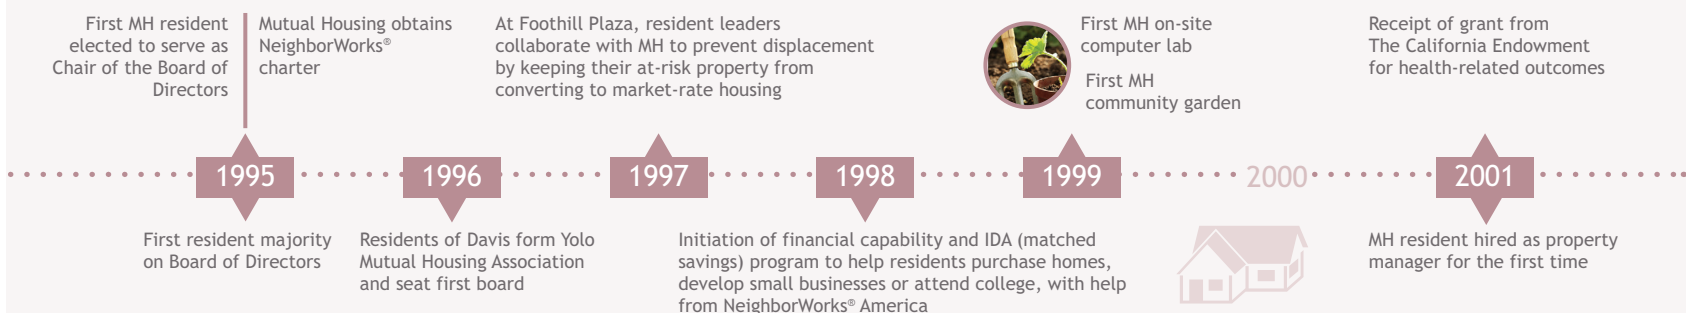 First MH resident
elected to serve as
Chair of the Board of
Directors
Mutual Housing obtains
NeighborWorks®
charter
At Foothill Plaza, resident leaders
collaborate with MH to prevent displacement
by keeping their at-risk property from
converting to market-rate housing
First MH on-site
computer lab
First MH
community garden
Receipt of grant from
The California Endowment
for health-related outcomes
1995
1996
1997
1998
1999
2000
2001
First resident majority
on Board of Directors
Residents of Davis form Yolo
Mutual Housing Association
and seat first board
Initiation of financial capability and IDA (matched
savings) program to help residents purchase homes,
develop small businesses or attend college, with help
from NeighborWorks® America
MH resident hired as property
manager for the first time